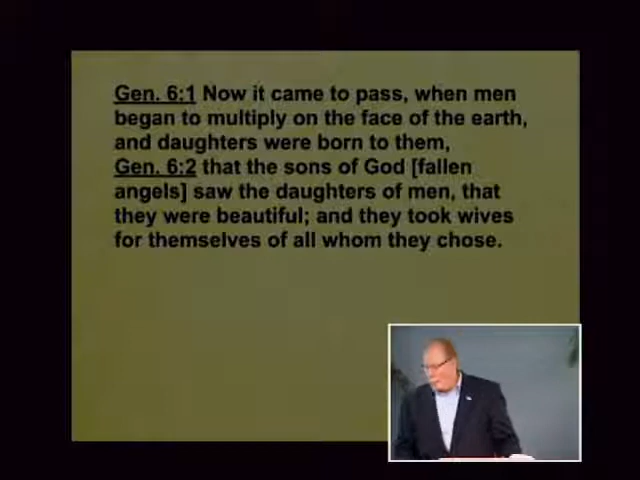 Gen. 6:1 Now it came to pass, when men
began to multiply on the face of the earth,
and daughters were born to them,
Gen. 6:2 that the sons of God [fallen
angels] saw the daughters of men, that
they were beautiful; and they took wives
for themselves of all whom they chose.